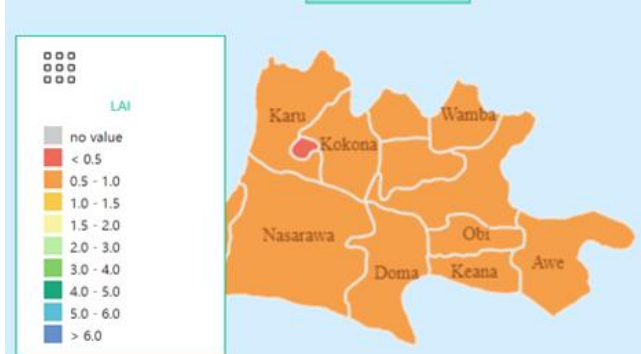 LAI
no value
< 0.5
0.5 - 1.0
1.0 - 1.5
1.5 - 2.0
2.0 - 3.0
3.0 - 4.0
4.0 - 5.0
5.0 - 6.0
> 6.0
Karu
Kokona
Wamba
Nasarawa
Obi
Doma
Keana
Awe